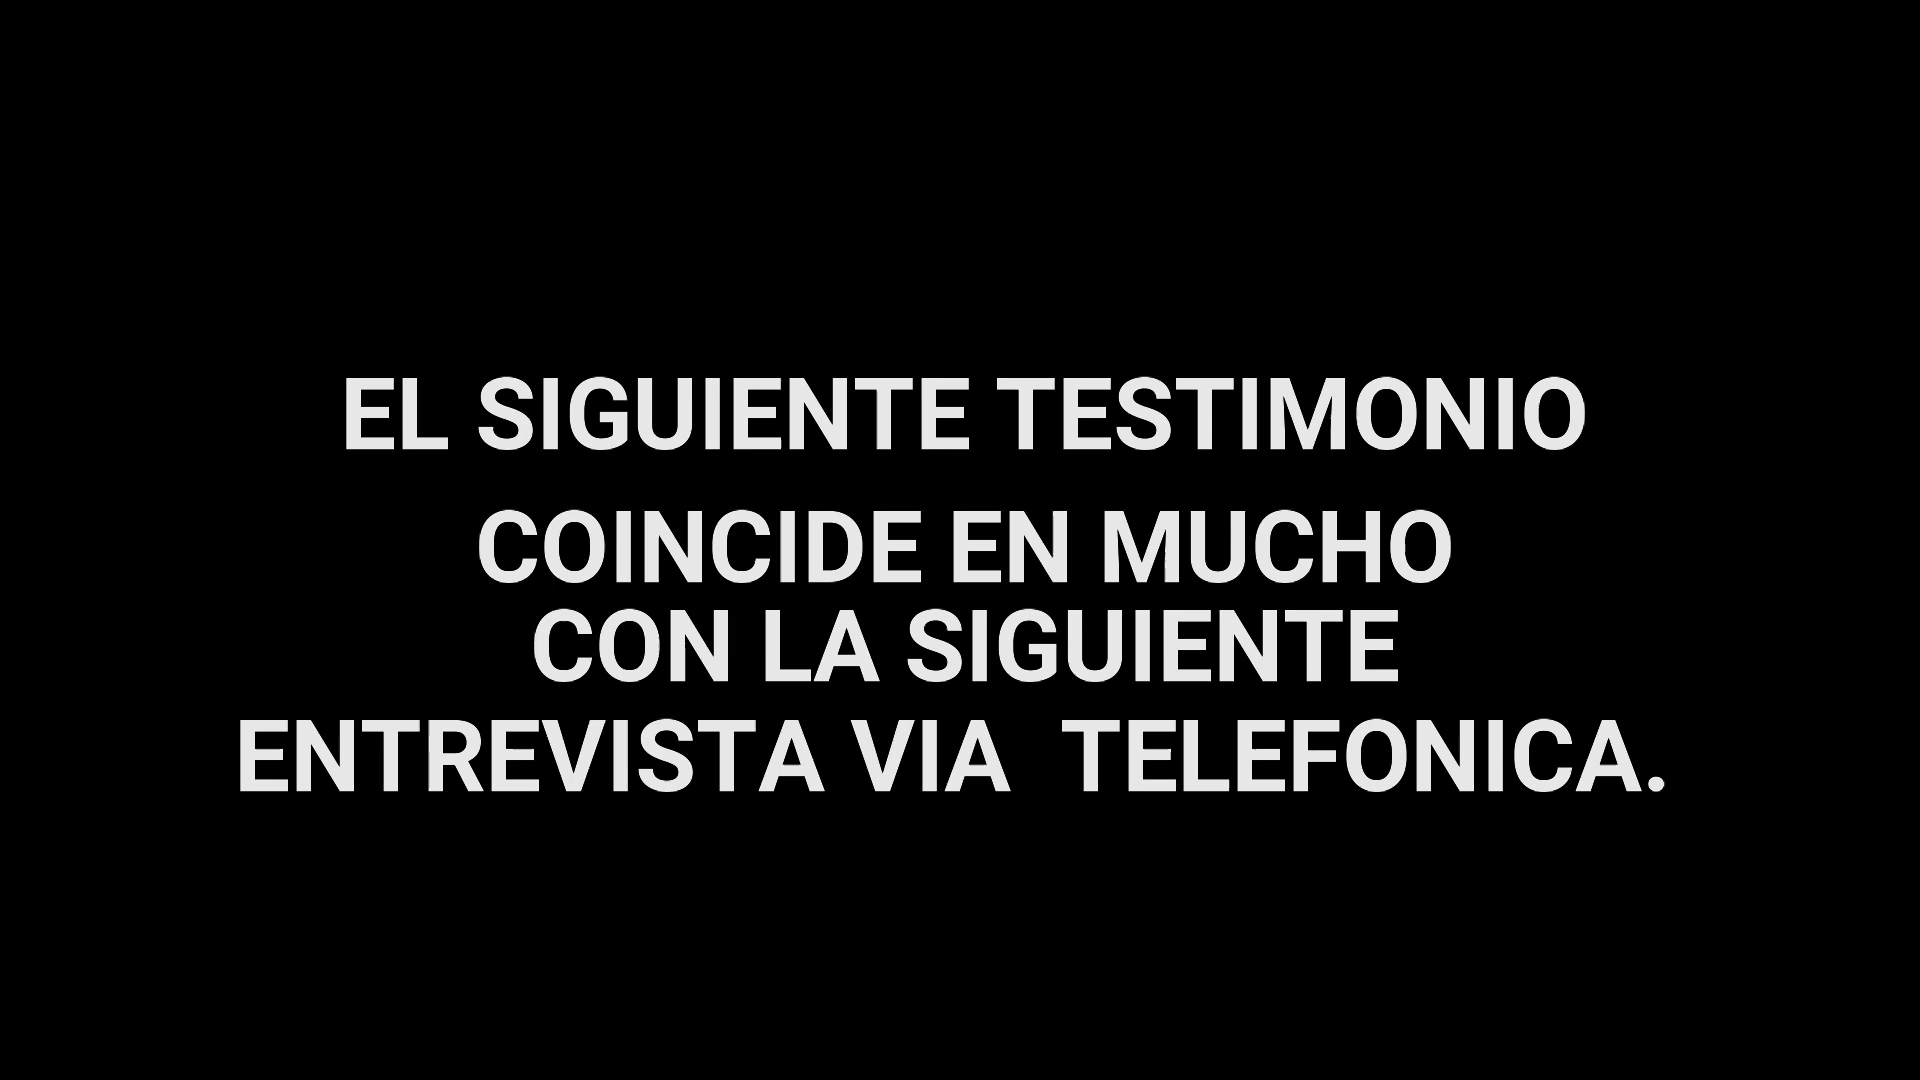 EL SIGUIENTE TESTIMONIO
COINCIDE EN MUCHO
CON LA SIGUIENTE
ENTREVISTA VIA  TELEFONICA.